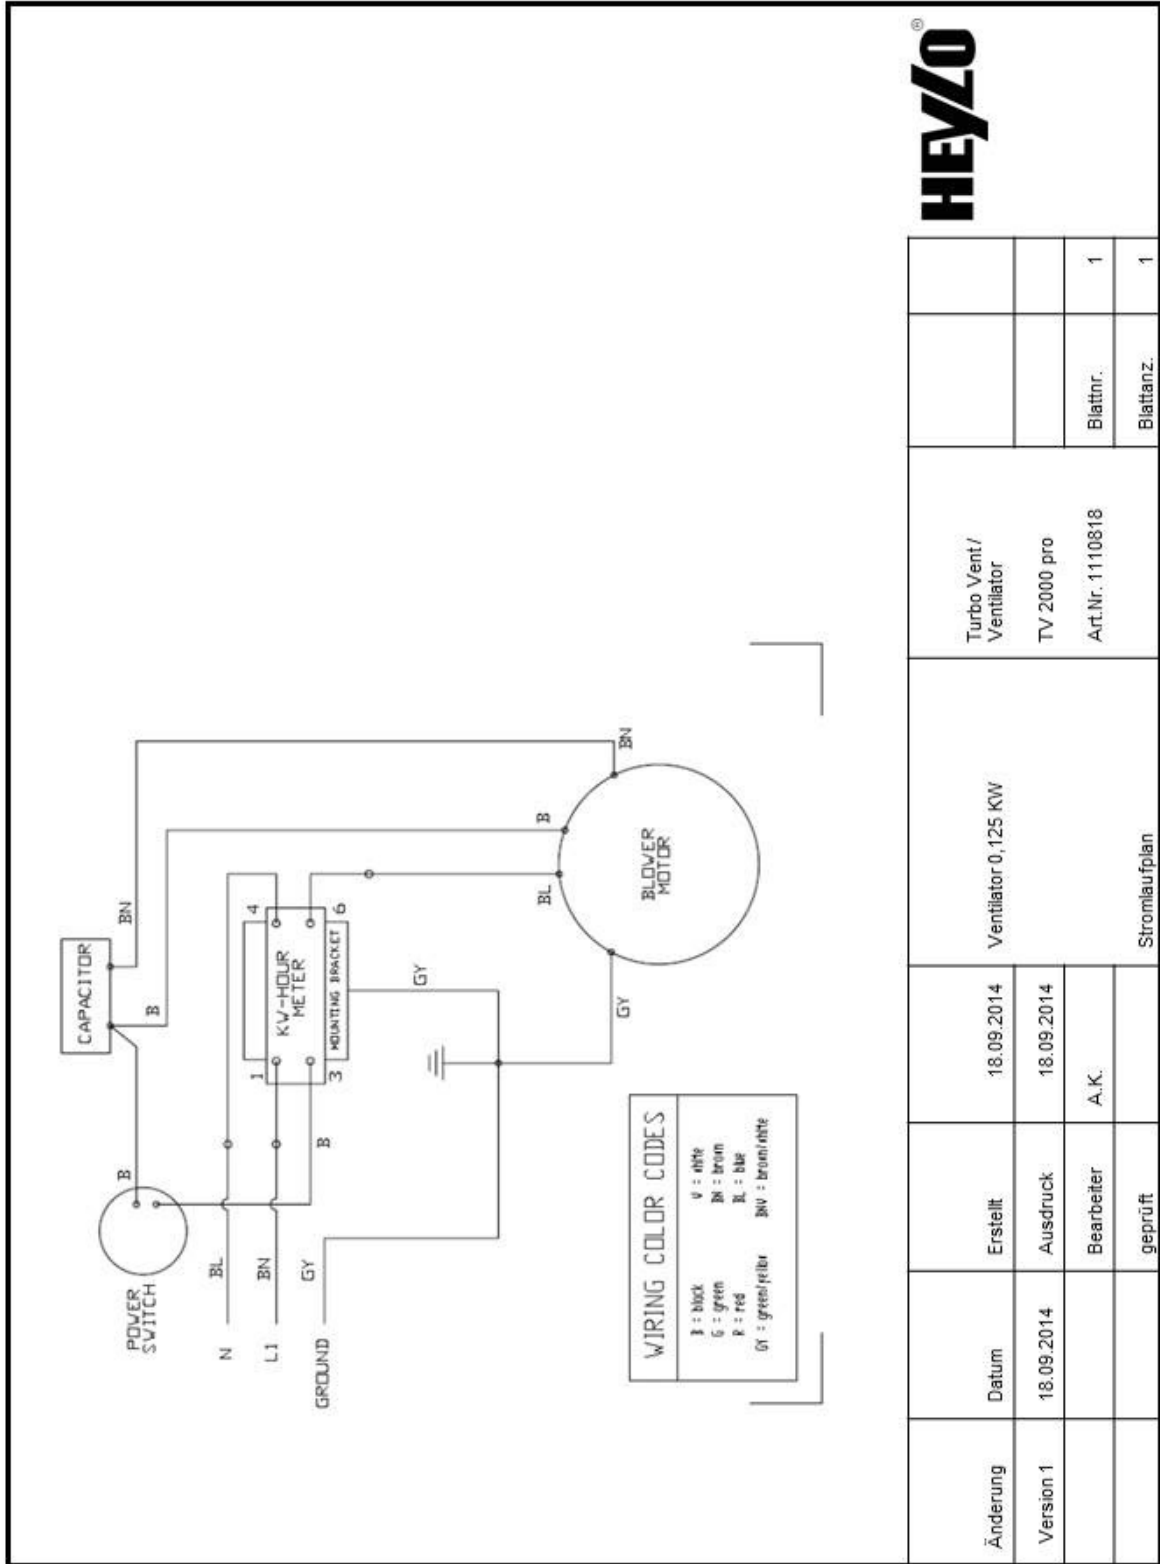 CAPACITOR
BN
B
B
POWER
SWITCH
BL
N
BN
L1
GY
GROUND
B
1
4
KW-HOUR
METER
3
6
MOUNTING BRACKET
GY
BL
B
BN
GY
BLOWER
MOTOR
WIRING COLOR CODES
B = black
W = white
G = green
BN = brown
R = red
BL = blue
GY = green/yellow
BNW = brown/white
HEYLO®
Änderung
Datum
Erstellt
18.09.2014
Ventilator 0,125 KW
Turbo Vent /
Ventilator
Version 1
18.09.2014
Ausdruck
18.09.2014
TV 2000 pro
Bearbeiter
A.K.
Art.Nr. 1110818
Blattnr.
1
geprüft
Stromlaufplan
Blattanz.
1